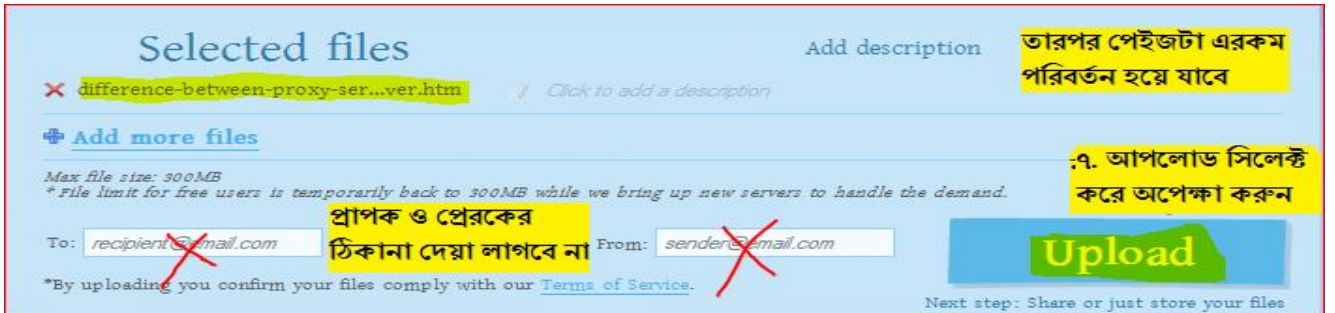 Selected files
Add description
তারপর পেইজটা এরকম
পরিবর্তন হয়ে যাবে
difference-between-proxy-ser...ver.htm
Click to add a description
Add more files
Max file size: 300MB
* File limit for free users is temporarily back to 300MB while we bring up new servers to handle the demand.
:৭. আপলোড সিলেক্ট
করে অপেক্ষা করুন
প্রাপক ও প্রেরকের
ঠিকানা দেয়া লাগবে না
To: recipient@email.com
From: sender@email.com
Upload
*By uploading you confirm your files comply with our Terms of Service.
Next step: Share or just store your files